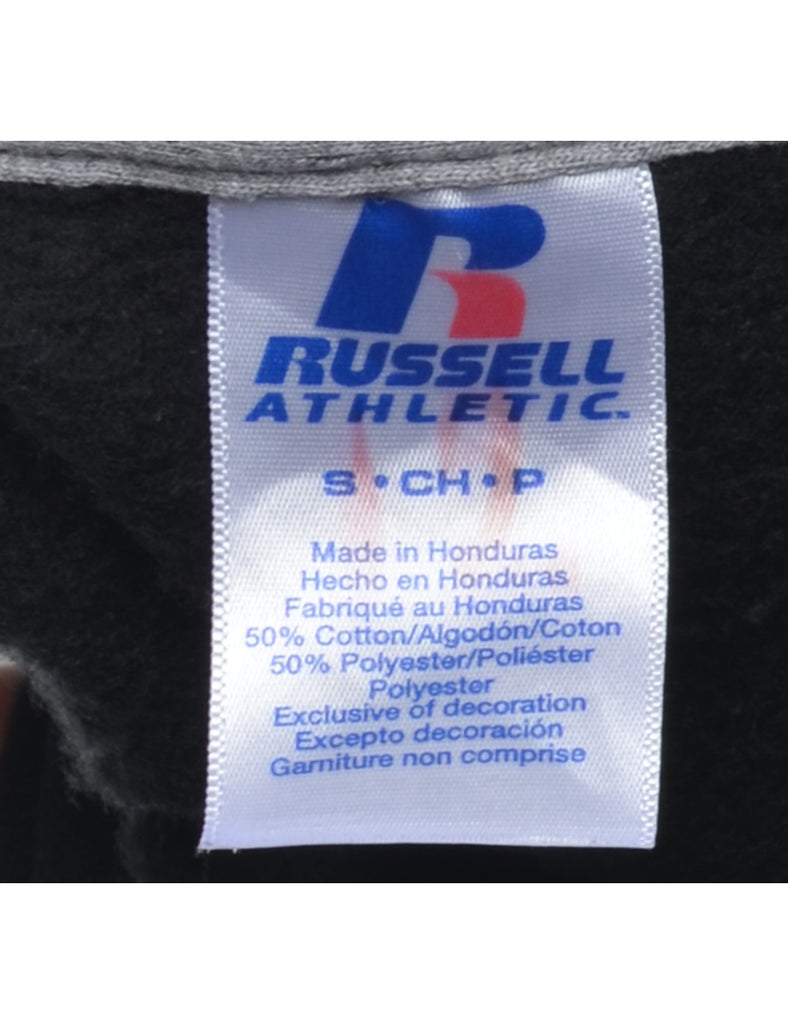 R
RUSSELL
ATHLETIC™
S • CH • P
Made in Honduras
Hecho en Honduras
Fabriqué au Honduras
50% Cotton/Algodón/Coton
50% Polyester/Poliéster
Polyester
Exclusive of decoration
Excepto decoración
Garniture non comprise